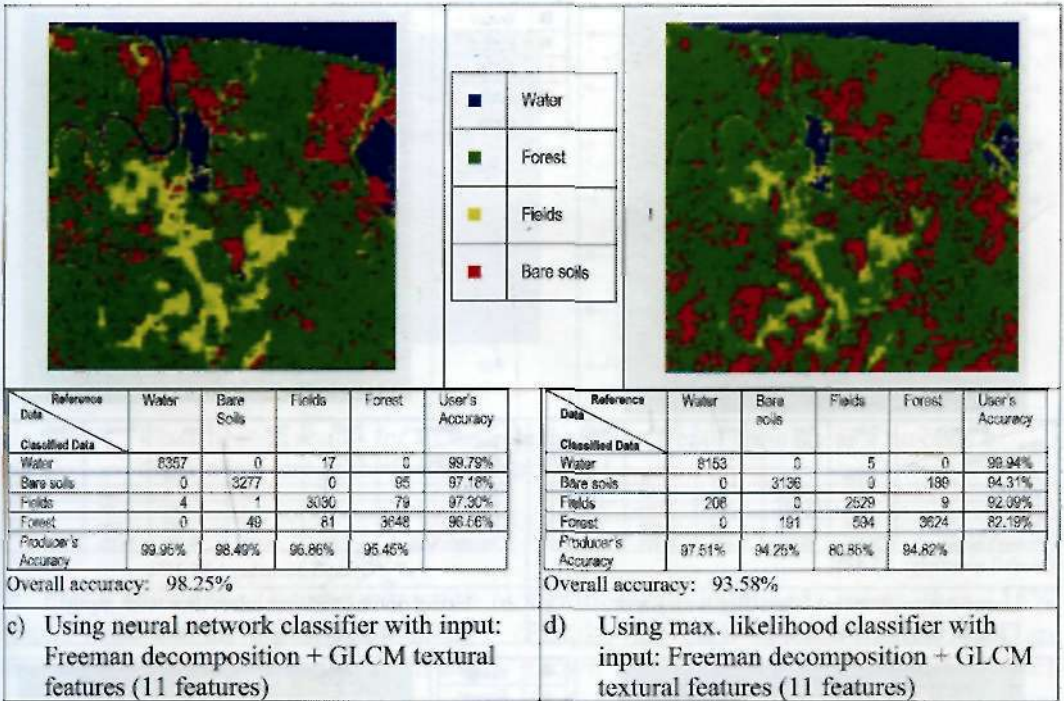 Water
Forest
Fields
Bare soils
Reference Data Water Bare Soils Fields Forest User's Accuracy
Classified Data
Water 8357 0 17 0 99.79%
Bare soils 0 3277 0 95 97.18%
Fields 4 1 3030 79 97.30%
Forest 0 49 81 3648 96.56%
Producer's Accuracy 99.95% 98.49% 96.86% 95.45%
Overall accuracy: 98.25%
c) Using neural network classifier with input:
Freeman decomposition + GLCM textural
features (11 features)
Reference Data Water Bare soils Fields Forest User's Accuracy
Classified Data
Water 8153 0 5 0 99.94%
Bare soils 0 3136 0 189 94.31%
Fields 208 0 2529 9 92.09%
Forest 0 191 594 3624 82.19%
Producer's Accuracy 97.51% 94.25% 80.85% 94.82%
Overall accuracy: 93.58%
d) Using max. likelihood classifier with
input: Freeman decomposition + GLCM
textural features (11 features)